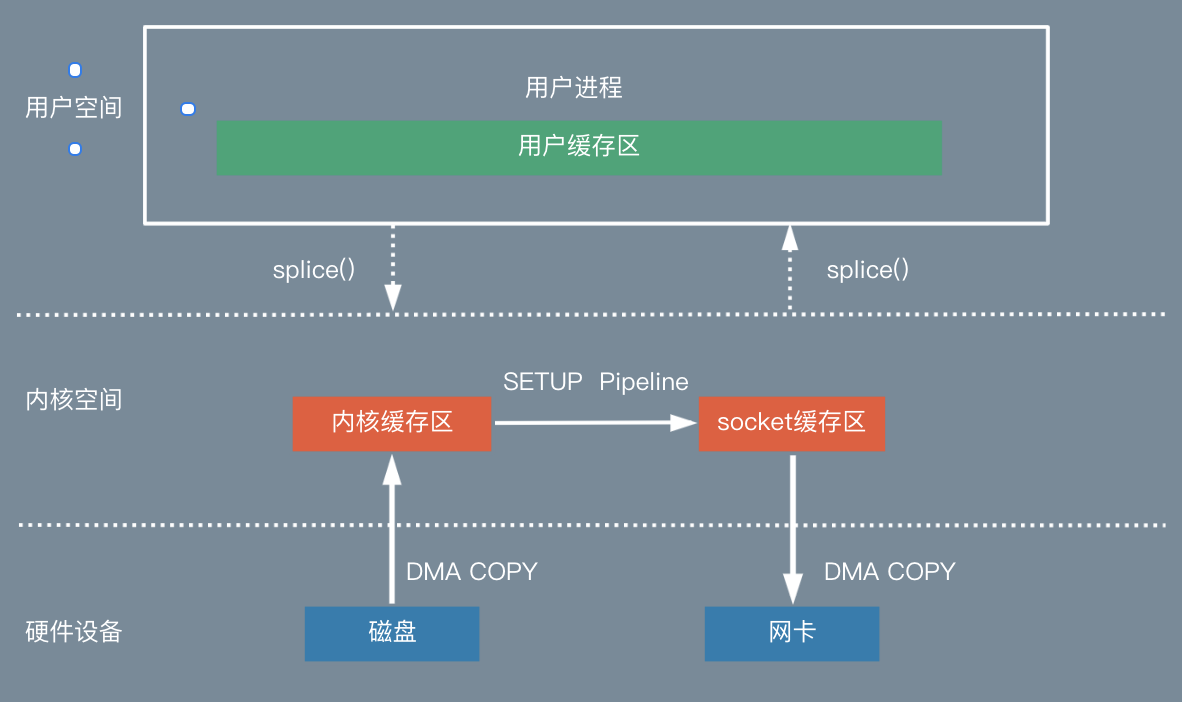 用户进程
用户空间
用户缓存区
splice()
splice()
SETUP Pipeline
内核空间
内核缓存区
socket缓存区
DMA COPY
DMA COPY
硬件设备
磁盘
网卡